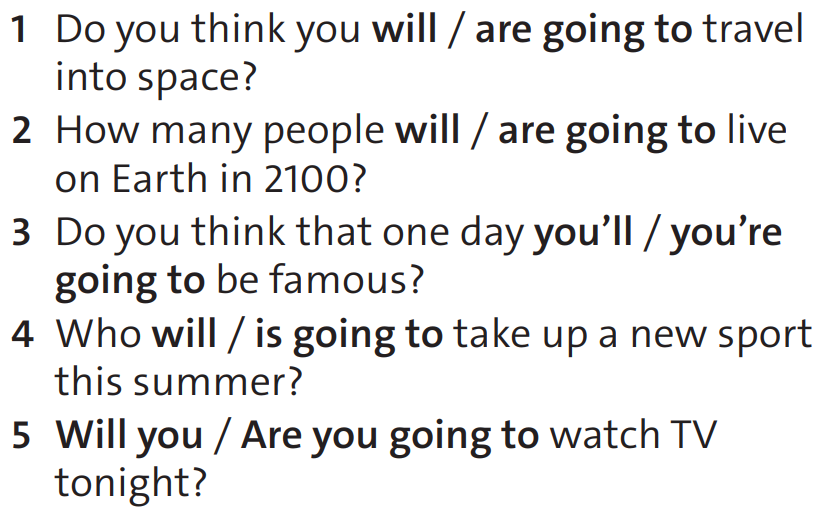 1 Do you think you will / are going to travel
into space?
2 How many people will / are going to live
on Earth in 2100?
3 Do you think that one day you’ll / you’re
going to be famous?
4 Who will / is going to take up a new sport
this summer?
5 Will you / Are you going to watch TV
tonight?